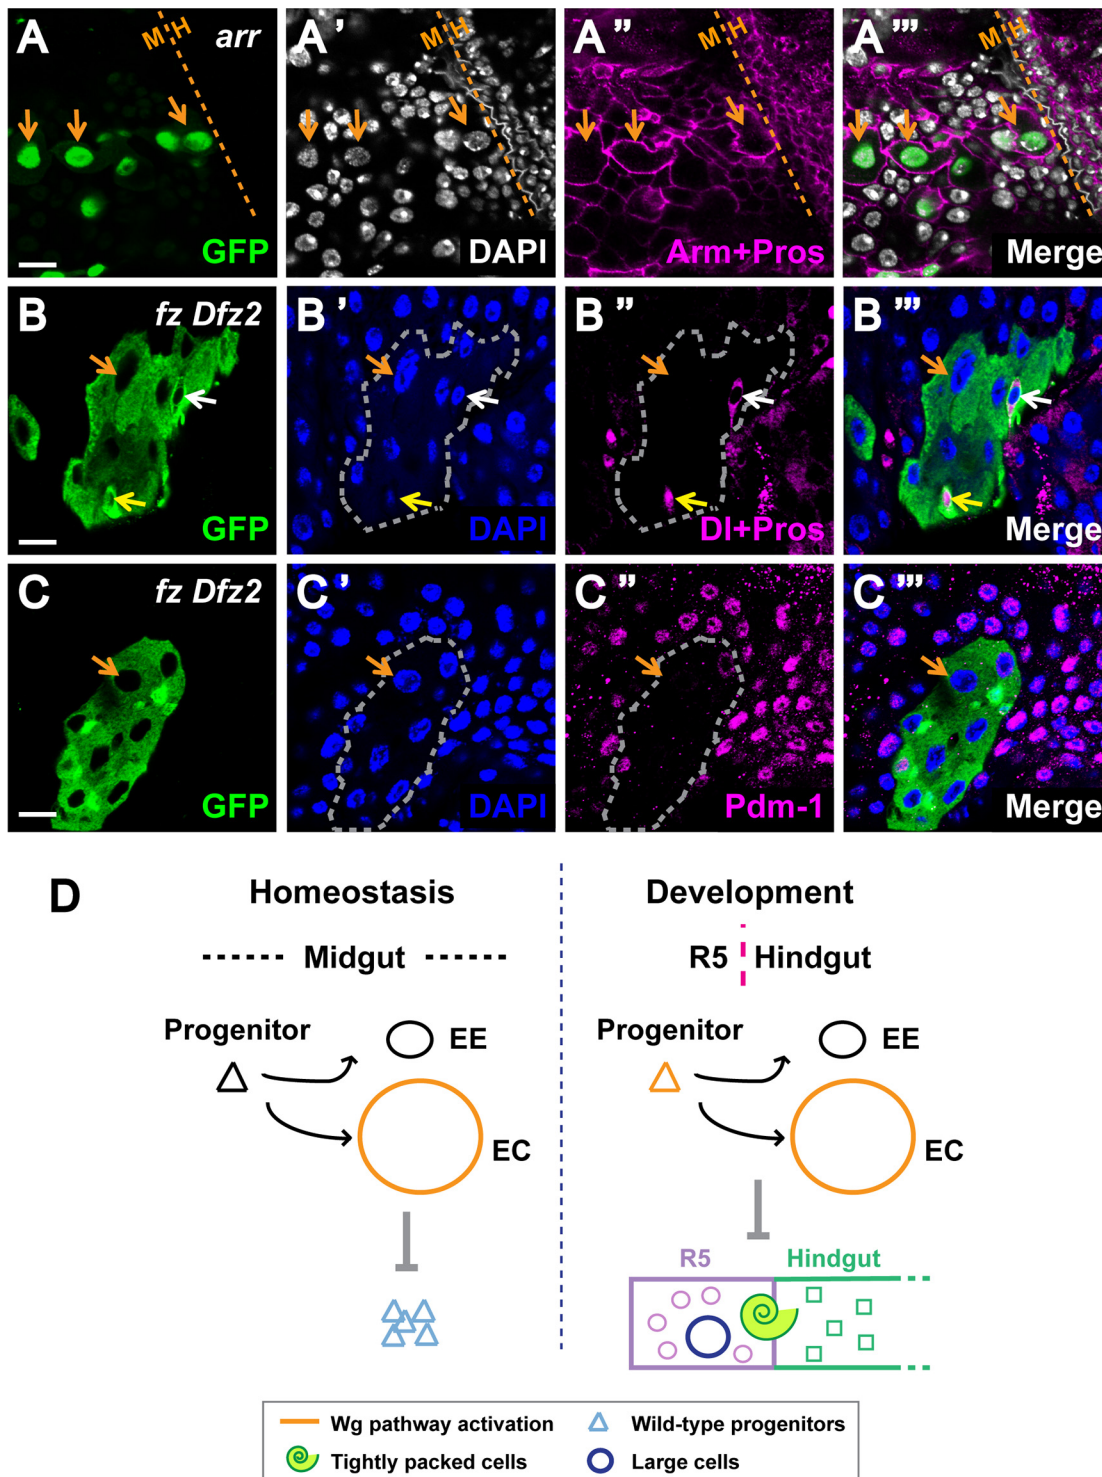 A arr M H GFP
A' M H DAPI
A'' M H Arm+Pros
A''' M H Merge
B fz Dfz2 GFP
B' DAPI
B'' Dl+Pros
B''' Merge
C fz Dfz2 GFP
C' DAPI
C'' Pdm-1
C''' Merge
D
Homeostasis
Midgut
Progenitor
EE
EC
Development
R5 Hindgut
Progenitor
EE
EC
R5 Hindgut
Wg pathway activation
Wild-type progenitors
Tightly packed cells
Large cells